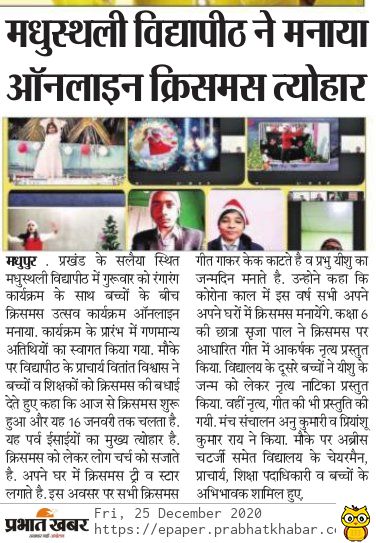 मधुस्थली विद्यापीठ ने मनाया
ऑनलाइन क्रिसमस त्योहार
मधुपुर . प्रखंड के सलैया स्थित
मधुस्थली विद्यापीठ में गुरूवार को रंगारंग
कार्यक्रम के साथ बच्चों के बीच
क्रिसमस उत्सव कार्यक्रम ऑनलाइन
मनाया. कार्यक्रम के प्रारंभ में गणमान्य
अतिथियों का स्वागत किया गया. मौके
पर विद्यापीठ के प्राचार्य वितांत विश्वास ने
बच्चों व शिक्षकों को क्रिसमस की बधाई
देते हुए कहा कि आज से क्रिसमस शुरू
हुआ और यह 16 जनवरी तक चलता है.
यह पर्व ईसाईयों का मुख्य त्योहार है.
क्रिसमस को लेकर लोग चर्च को सजाते
है. अपने घर में क्रिसमस ट्री व स्टार
लगाते है. इस अवसर पर सभी क्रिसमस
गीत गाकर केक काटते है व प्रभु यीशु का
जन्मदिन मनाते है. उन्होने कहा कि
कोरोना काल में इस वर्ष सभी अपने
अपने घरों में क्रिसमस मनायेंगे. कक्षा 6
की छात्रा सृजा पाल ने क्रिसमस पर
आधारित गीत में आकर्षक नृत्य प्रस्तुत
किया. विद्यालय के दूसरे बच्चों ने यीशु के
जन्म को लेकर नृत्य नाटिका प्रस्तुत
किया. वहीं नृत्य, गीत की भी प्रस्तुति की
गयी. मंच संचालन अनु कुमारी व प्रियांशू
कुमार राय ने किया. मौके पर अब्रीस
चटर्जी समेत विद्यालय के चेयरमैन,
प्राचार्य, शिक्षा पदाधिकारी व बच्चों के
अभिभावक शामिल हुए.
प्रभात खबर
Fri, 25 December 2020
https://epaper.prabhatkhabar.co